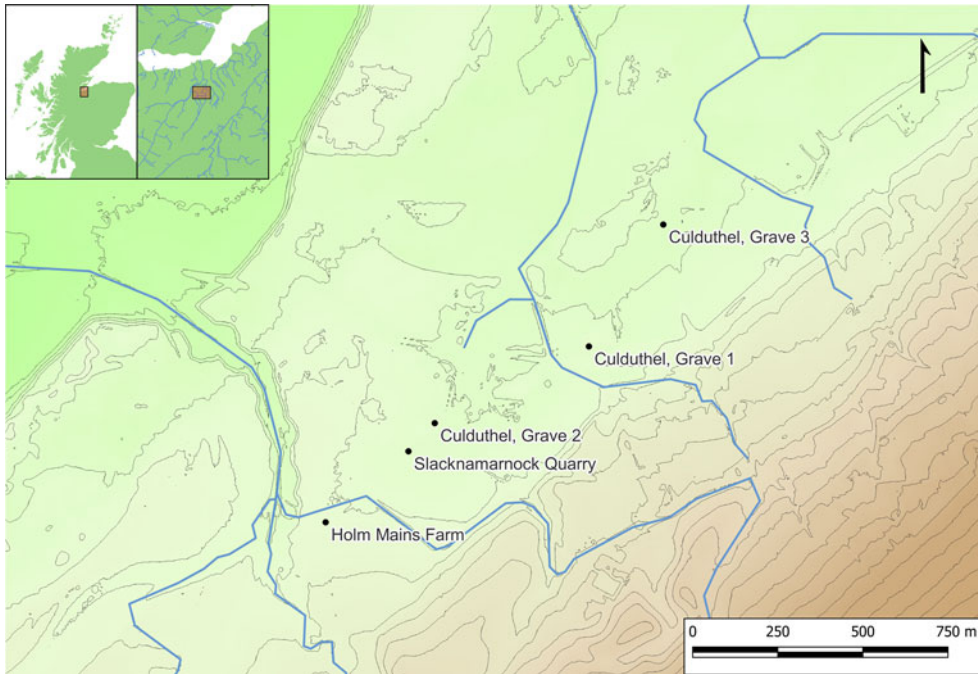 Culduthel, Grave 3
Culduthel, Grave 1
Culduthel, Grave 2
Slacknamarnock Quarry
Holm Mains Farm
0 250 500 750 m